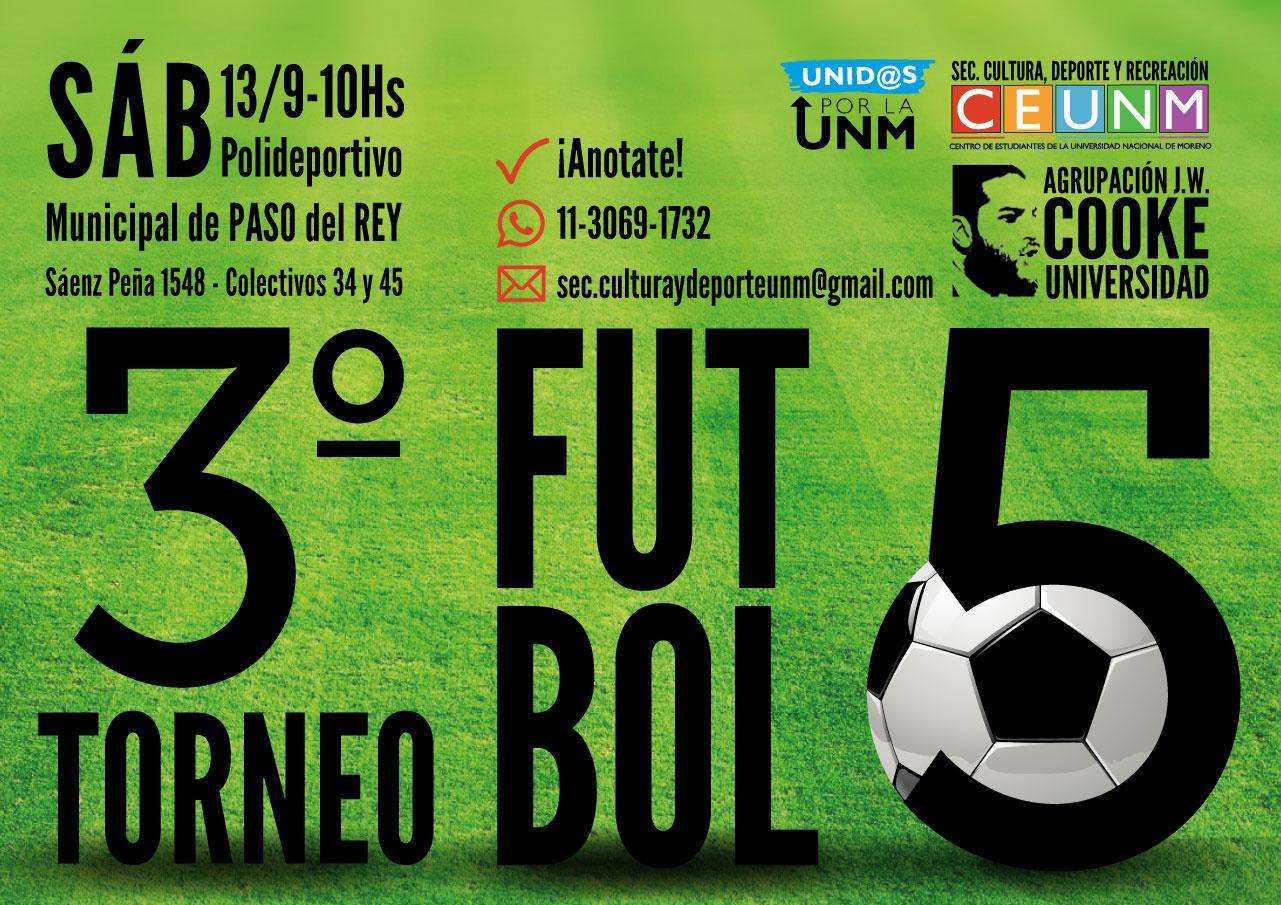 SÁB 13/9-10Hs
Polideportivo
Municipal de PASO del REY
Sáenz Peña 1548 - Colectivos 34 y 45
¡Anotate!
11-3069-1732
sec.culturaydeporteunm@gmail.com
UNID@S
POR LA
UNM
SEC. CULTURA, DEPORTE Y RECREACIÓN
CEUNM
CENTRO DE ESTUDIANTES DE LA UNIVERSIDAD NACIONAL DE MORENO
AGRUPACIÓN J.W.
COOKE
UNIVERSIDAD
3º
TORNEO
FUT
BOL
5